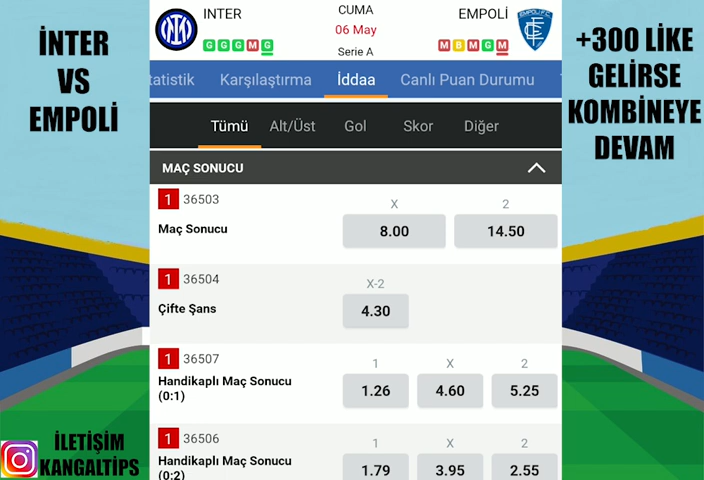 İNTER
VS
EMPOLİ
INTER
CUMA
EMPOLİ
06 May
Serie A
G G G M G
M B M G M
EMPOLI F.C.
tatistik Karşılaştırma İddaa Canlı Puan Durumu
Tümü Alt/Üst Gol Skor Diğer
MAÇ SONUCU
1 36503
X 2
Maç Sonucu
8.00 14.50
1 36504
X-2
Çifte Şans
4.30
1 36507
1 X 2
Handikaplı Maç Sonucu
(0:1)
1.26 4.60 5.25
1 36506
1 X 2
Handikaplı Maç Sonucu
(0:2)
1.79 3.95 2.55
+300 LİKE
GELİRSE
KOMBİNEYE
DEVAM
İLETİŞİM
KANGALTİPS